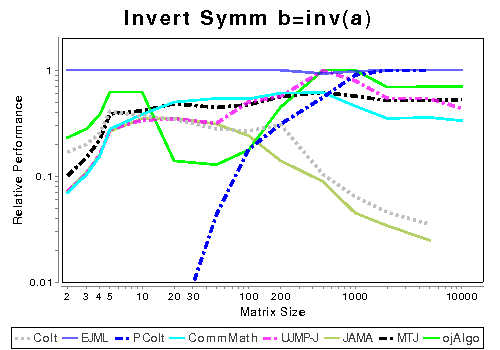 Invert Symm b=inv(a)
Relative Performance
1
0.1
0.01
2 3 4 5 10 20 30 100 1000 10000
Matrix Size
Colt EJML PColt CommMath UJMP-J JAMA MTJ ojAlgo